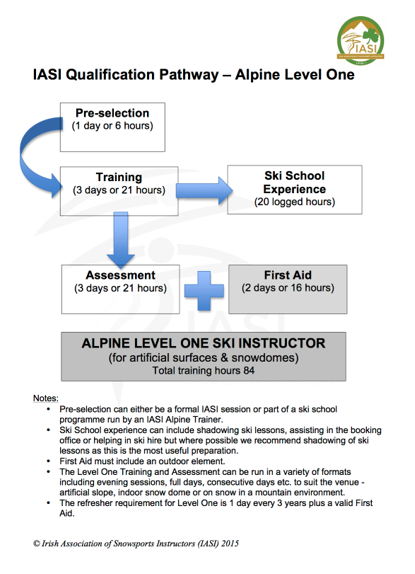 IASI
IASI Qualification Pathway – Alpine Level One
Pre-selection
(1 day or 6 hours)
Training
(3 days or 21 hours)
Ski School
Experience
(20 logged hours)
Assessment
(3 days or 21 hours)
First Aid
(2 days or 16 hours)
IASI
ALPINE LEVEL ONE SKI INSTRUCTOR
(for artificial surfaces & snowdomes)
Total training hours 84
Notes:
• Pre-selection can either be a formal IASI session or part of a ski school
programme run by an IASI Alpine Trainer.
• Ski School experience can include shadowing ski lessons, assisting in the booking
office or helping in ski hire but where possible we recommend shadowing of ski
lessons as this is the most useful preparation.
• First Aid must include an outdoor element.
• The Level One Training and Assessment can be run in a variety of formats
including evening sessions, full days, consecutive days etc. to suit the venue -
artificial slope, indoor snow dome or on snow in a mountain environment.
• The refresher requirement for Level One is 1 day every 3 years plus a valid First
Aid.
© Irish Association of Snowsports Instructors (IASI) 2015